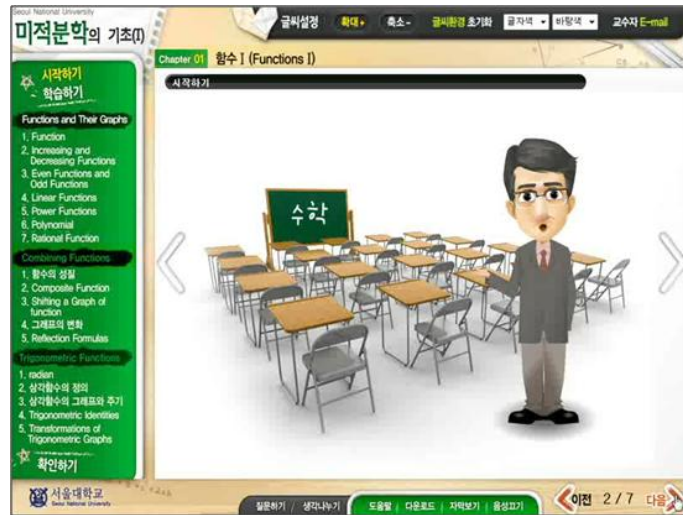 Seoul National University
미적분학의 기초(I)
글씨설정 확대+ 축소- 글씨환경 초기화 글자색 바탕색 교수자 E-mail
Chapter 01 함수 I (Functions I)
시작하기
시작하기
학습하기
Functions and Their Graphs
1. Function
2. Increasing and
Decreasing Functions
3. Even Functions and
Odd Functions
4. Linear Functions
5. Power Functions
6. Polynomial
7. Rational Function
Combining Functions
1. 함수의 성질
2. Composite Function
3. Shifting a Graph of
function
4. 그래프의 변화
5. Reflection Formulas
Trigonometric Functions
1. radian
2. 삼각함수의 정의
3. 삼각함수의 그래프와 주기
4. Trigonometric Identities
5. Transformations of
Trigonometric Graphs
확인하기
수학
서울대학교
Seoul National University
질문하기 / 생각나누기
도움말 | 다운로드 | 자막보기 | 음성끄기
이전 2 / 7 다음